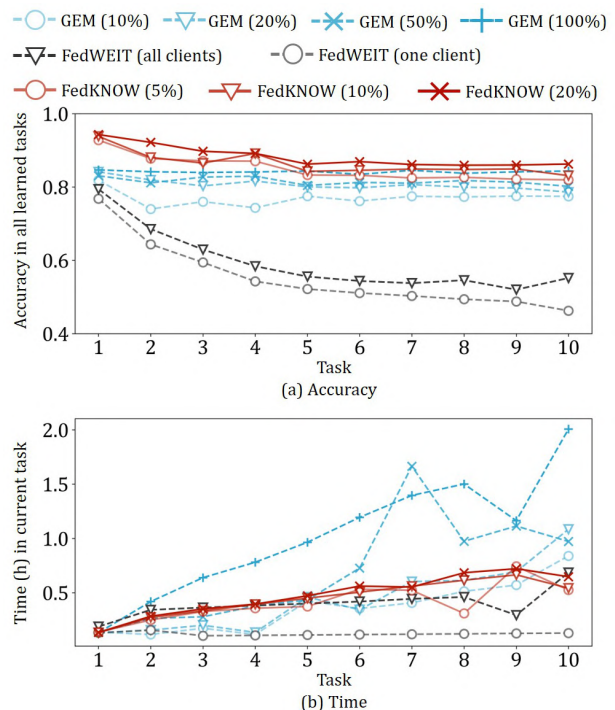 GEM (10%) GEM (20%) GEM (50%) GEM (100%)
FedWEIT (all clients) FedWEIT (one client)
FedKNOW (5%) FedKNOW (10%) FedKNOW (20%)
Accuracy in all learned tasks
1.0
0.8
0.6
0.4
1 2 3 4 5 6 7 8 9 10
Task
(a) Accuracy
Time (h) in current task
2.0
1.5
1.0
0.5
1 2 3 4 5 6 7 8 9 10
Task
(b) Time